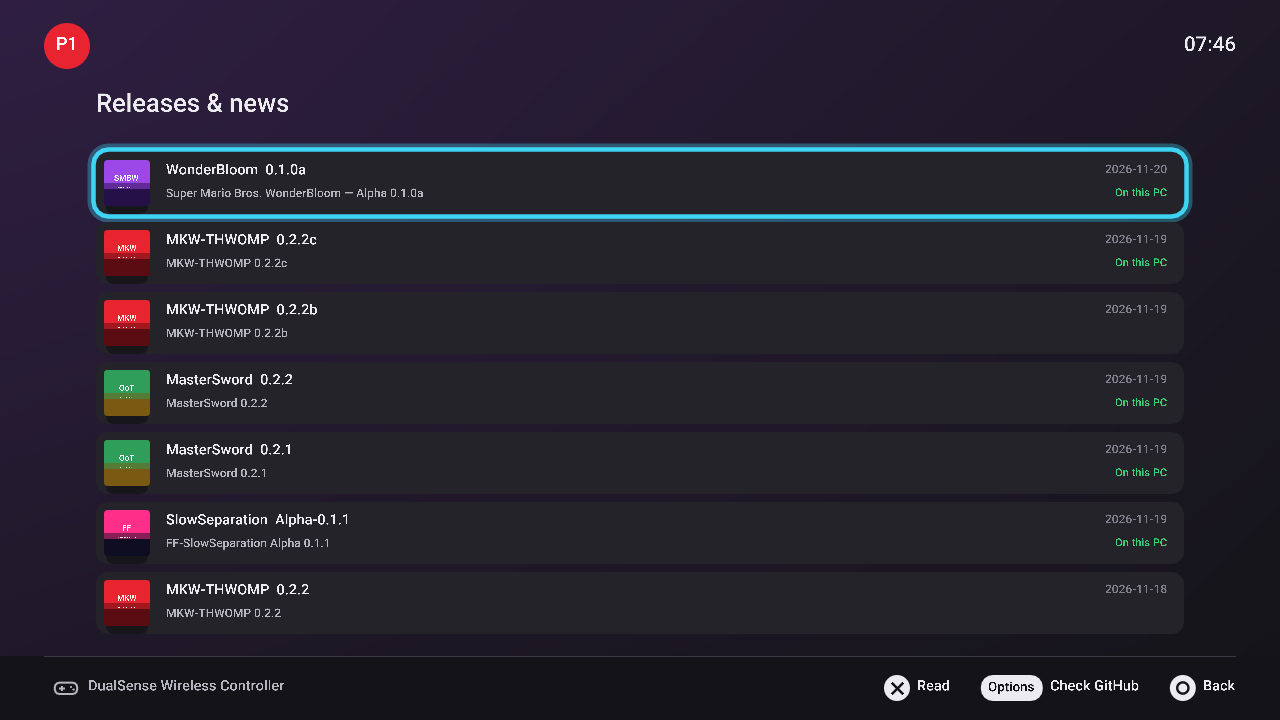 P1
07:46
Releases & news
SMBW
WonderBloom 0.1.0a
2026-11-20
Super Mario Bros. WonderBloom — Alpha 0.1.0a
On this PC
MKW
MKW-THWOMP 0.2.2c
2026-11-19
MKW-THWOMP 0.2.2c
On this PC
MKW
MKW-THWOMP 0.2.2b
2026-11-19
MKW-THWOMP 0.2.2b
OoT
MasterSword 0.2.2
2026-11-19
MasterSword 0.2.2
On this PC
OoT
MasterSword 0.2.1
2026-11-19
MasterSword 0.2.1
On this PC
FF
SlowSeparation Alpha-0.1.1
2026-11-19
FF-SlowSeparation Alpha 0.1.1
On this PC
MKW
MKW-THWOMP 0.2.2
2026-11-18
MKW-THWOMP 0.2.2
DualSense Wireless Controller
Read
Options
Check GitHub
Back